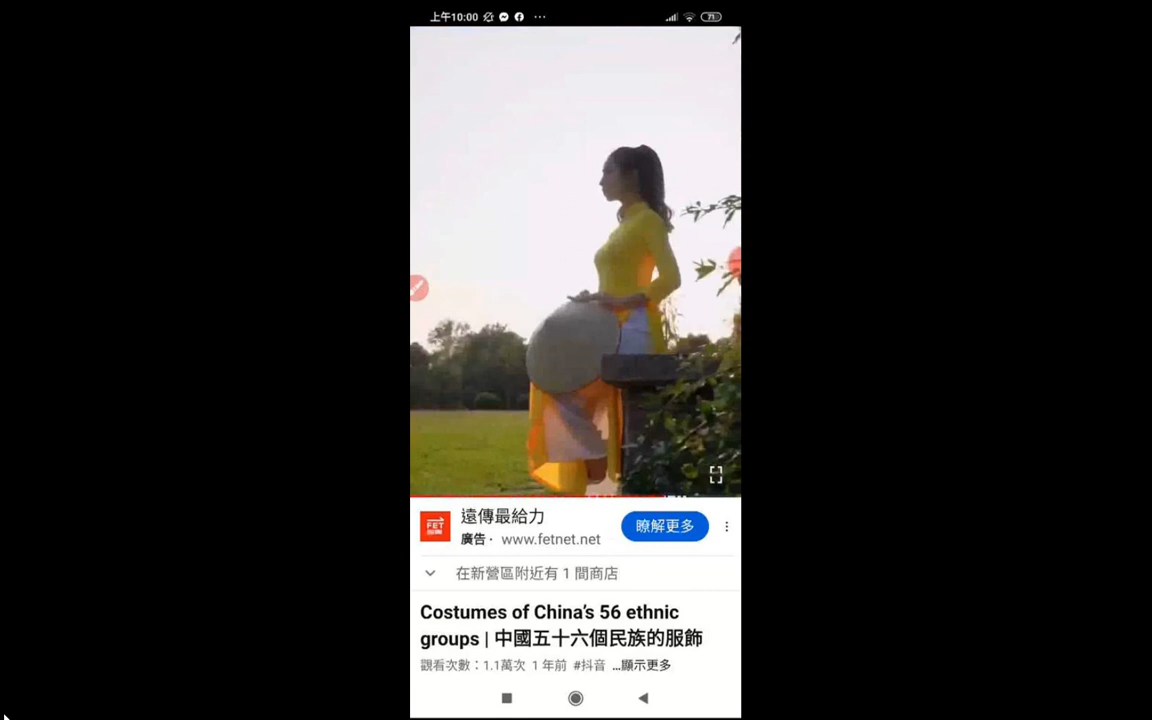 上午10:00 ... 71
遠傳最給力
FET
廣告 · www.fetnet.net
瞭解更多
在新營區附近有 1 間商店
Costumes of China's 56 ethnic
groups | 中國五十六個民族的服飾
觀看次數：1.1萬次 1 年前 #抖音 ...顯示更多